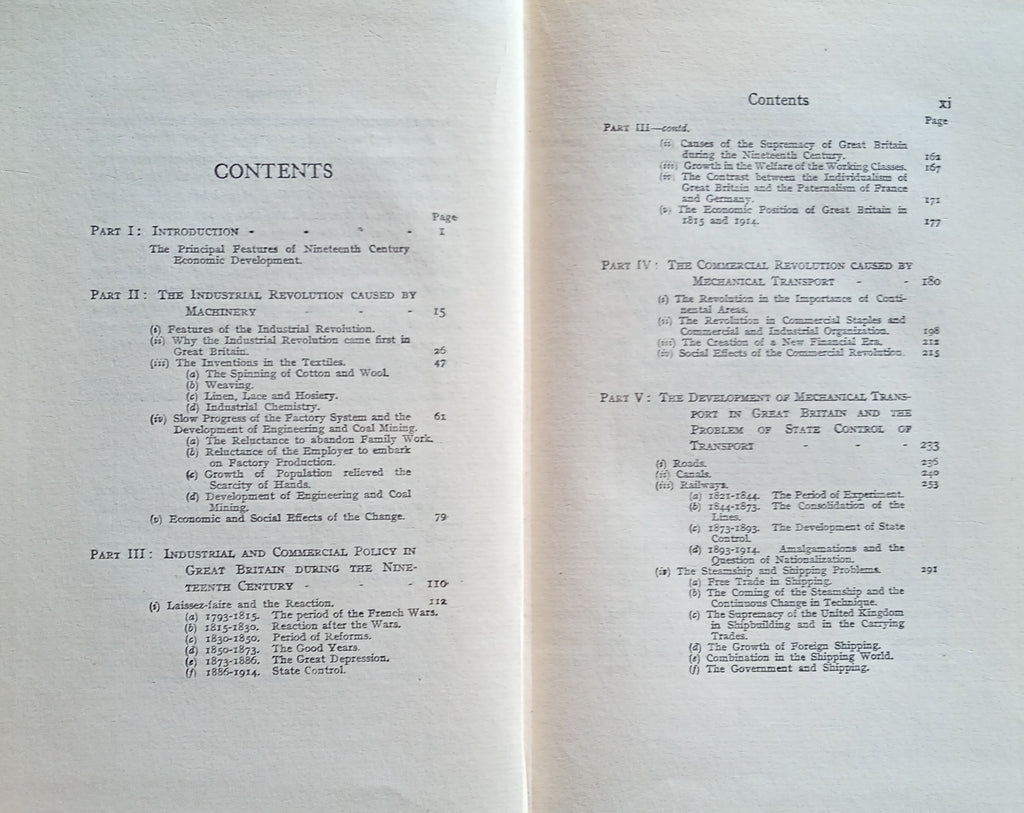 CONTENTS
Page
PART I: INTRODUCTION - - - - 1
The Principal Features of Nineteenth Century
Economic Development.
PART II: THE INDUSTRIAL REVOLUTION CAUSED BY
MACHINERY - - - - 15
(i) Features of the Industrial Revolution.
(ii) Why the Industrial Revolution came first in
Great Britain. 26
(iii) The Inventions in the Textiles. 47
(a) The Spinning of Cotton and Wool.
(b) Weaving.
(c) Linen, Lace and Hosiery.
(d) Industrial Chemistry.
(iv) Slow Progress of the Factory System and the 61
Development of Engineering and Coal Mining.
(a) The Reluctance to abandon Family Work.
(b) Reluctance of the Employer to embark
on Factory Production.
(c) Growth of Population relieved the
Scarcity of Hands.
(d) Development of Engineering and Coal
Mining.
(v) Economic and Social Effects of the Change. 79
PART III: INDUSTRIAL AND COMMERCIAL POLICY IN
GREAT BRITAIN DURING THE NINE-
TEENTH CENTURY - - - - 110
(i) Laissez-faire and the Reaction. 112
(a) 1793-1815. The period of the French Wars.
(b) 1815-1830. Reaction after the Wars.
(c) 1830-1850. Period of Reforms.
(d) 1850-1873. The Good Years.
(e) 1873-1886. The Great Depression.
(f) 1886-1914. State Control.
Contents xi
Page
PART III—contd.
(ii) Causes of the Supremacy of Great Britain
during the Nineteenth Century. 162
(iii) Growth in the Welfare of the Working Classes. 167
(iv) The Contrast between the Individualism of
Great Britain and the Paternalism of France
and Germany. 171
(v) The Economic Position of Great Britain in
1815 and 1914. 177
PART IV: THE COMMERCIAL REVOLUTION CAUSED BY
MECHANICAL TRANSPORT - - 180
(i) The Revolution in the Importance of Conti-
nental Areas.
(ii) The Revolution in Commercial Staples and
Commercial and Industrial Organization. 198
(iii) The Creation of a New Financial Era. 212
(iv) Social Effects of the Commercial Revolution. 215
PART V: THE DEVELOPMENT OF MECHANICAL TRANS-
PORT IN GREAT BRITAIN AND THE
PROBLEM OF STATE CONTROL OF
TRANSPORT - - - - 233
(i) Roads. 236
(ii) Canals. 240
(iii) Railways. 253
(a) 1821-1844. The Period of Experiment.
(b) 1844-1873. The Consolidation of the
Lines.
(c) 1873-1893. The Development of State
Control.
(d) 1893-1914. Amalgamations and the
Question of Nationalization.
(iv) The Steamship and Shipping Problems. 291
(a) Free Trade in Shipping.
(b) The Coming of the Steamship and the
Continuous Change in Technique.
(c) The Supremacy of the United Kingdom
in Shipbuilding and in the Carrying
Trades.
(d) The Growth of Foreign Shipping.
(e) Combination in the Shipping World.
(f) The Government and Shipping.